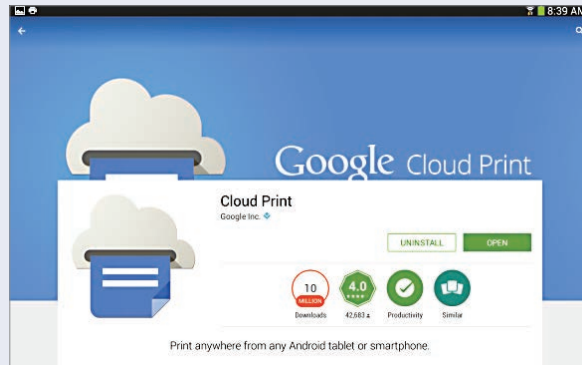 8:39 AM
Google Cloud Print
Cloud Print
Google Inc.
UNINSTALL
OPEN
10
MILLION
Downloads
4.0
42,683
Productivity
Similar
Print anywhere from any Android tablet or smartphone.